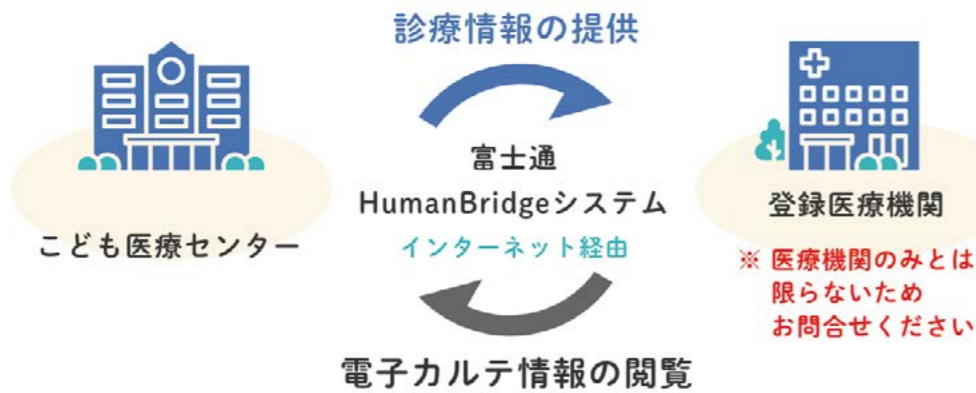 診療情報の提供
富士通
HumanBridgeシステム
インターネット経由
こども医療センター
登録医療機関
※ 医療機関のみとは
限らないため
お問合せください
電子カルテ情報の閲覧